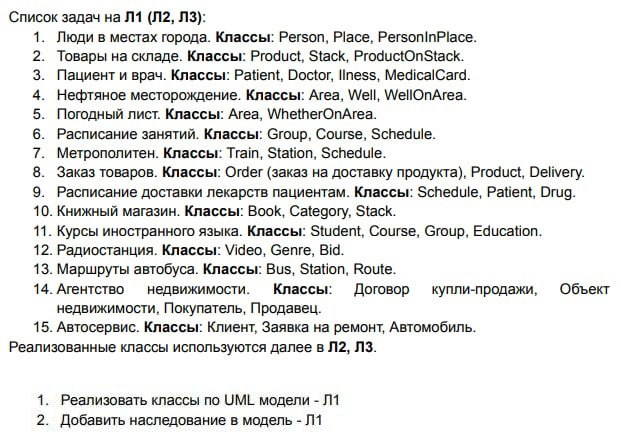 Список задач на Л1 (Л2, Л3):
1. Люди в местах города. Классы: Person, Place, PersonInPlace.
2. Товары на складе. Классы: Product, Stack, ProductOnStack.
3. Пациент и врач. Классы: Patient, Doctor, Ilness, MedicalCard.
4. Нефтяное месторождение. Классы: Area, Well, WellOnArea.
5. Погодный лист. Классы: Area, WhetherOnArea.
6. Расписание занятий. Классы: Group, Course, Schedule.
7. Метрополитен. Классы: Train, Station, Schedule.
8. Заказ товаров. Классы: Order (заказ на доставку продукта), Product, Delivery.
9. Расписание доставки лекарств пациентам. Классы: Schedule, Patient, Drug.
10. Книжный магазин. Классы: Book, Category, Stack.
11. Курсы иностранного языка. Классы: Student, Course, Group, Education.
12. Радиостанция. Классы: Video, Genre, Bid.
13. Маршруты автобуса. Классы: Bus, Station, Route.
14. Агентство недвижимости. Классы: Договор купли-продажи, Объект
недвижимости, Покупатель, Продавец.
15. Автосервис. Классы: Клиент, Заявка на ремонт, Автомобиль.
Реализованные классы используются далее в Л2, Л3.
1. Реализовать классы по UML модели - Л1
2. Добавить наследование в модель - Л1